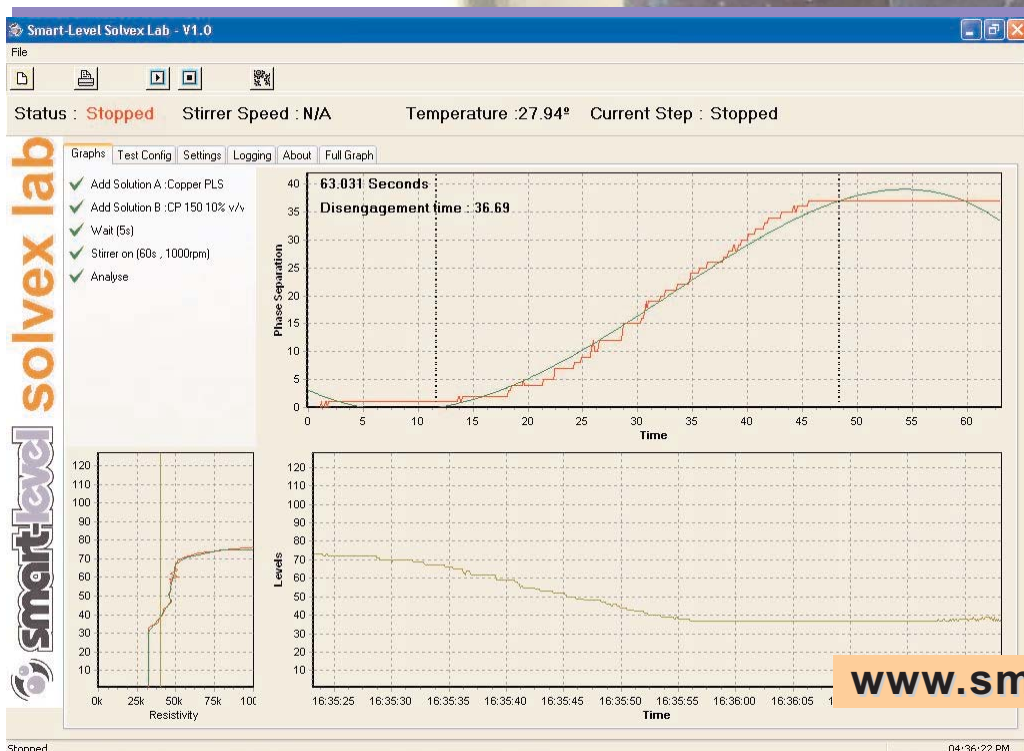 Smart-Level Solvex Lab - V1.0
File
Status : Stopped Stirrer Speed : N/A Temperature :27.94º Current Step : Stopped
solvex lab
smart-level
Graphs Test Config Settings Logging About Full Graph
Add Solution A :Copper PLS
Add Solution B :CP 150 10% v/v
Wait (5s)
Stirrer on (60s , 1000rpm)
Analyse
63.031 Seconds
Disengagement time : 36.69
Phase Separation
40
35
30
25
20
15
10
5
0
0 5 10 15 20 25 30 35 40 45 50 55 60
Time
120
110
100
90
80
70
60
50
40
30
20
10
0k 25k 50k 75k 100
Resistivity
Levels
120
110
100
90
80
70
60
50
40
30
20
10
16:35:25 16:35:30 16:35:35 16:35:40 16:35:45 16:35:50 16:35:55 16:36:00 16:36:05
Time
www.sm
Stopped 04:36:22 PM